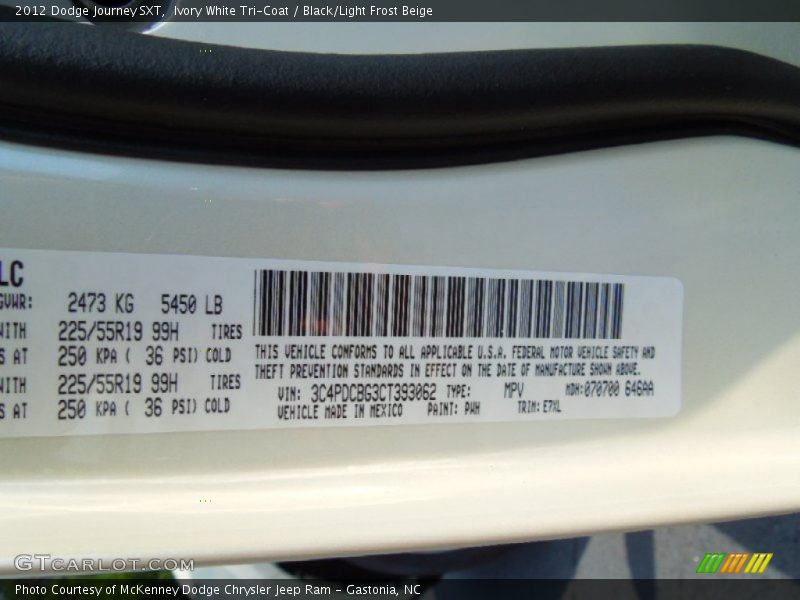 2012 Dodge Journey SXT, Ivory White Tri-Coat / Black/Light Frost Beige
LC
GVWR: 2473 KG 5450 LB
WITH 225/55R19 99H TIRES
S AT 250 KPA ( 36 PSI) COLD
WITH 225/55R19 99H TIRES
S AT 250 KPA ( 36 PSI) COLD
THIS VEHICLE CONFORMS TO ALL APPLICABLE U.S.A. FEDERAL MOTOR VEHICLE SAFETY AND
THEFT PREVENTION STANDARDS IN EFFECT ON THE DATE OF MANUFACTURE SHOWN ABOVE.
VIN: 3C4PDCBG3CT393062 TYPE: MPV MDH:070700 646AA
VEHICLE MADE IN MEXICO PAINT: PWH TRIM: E7XL
GTCARLOT.COM
Photo Courtesy of McKenney Dodge Chrysler Jeep Ram - Gastonia, NC